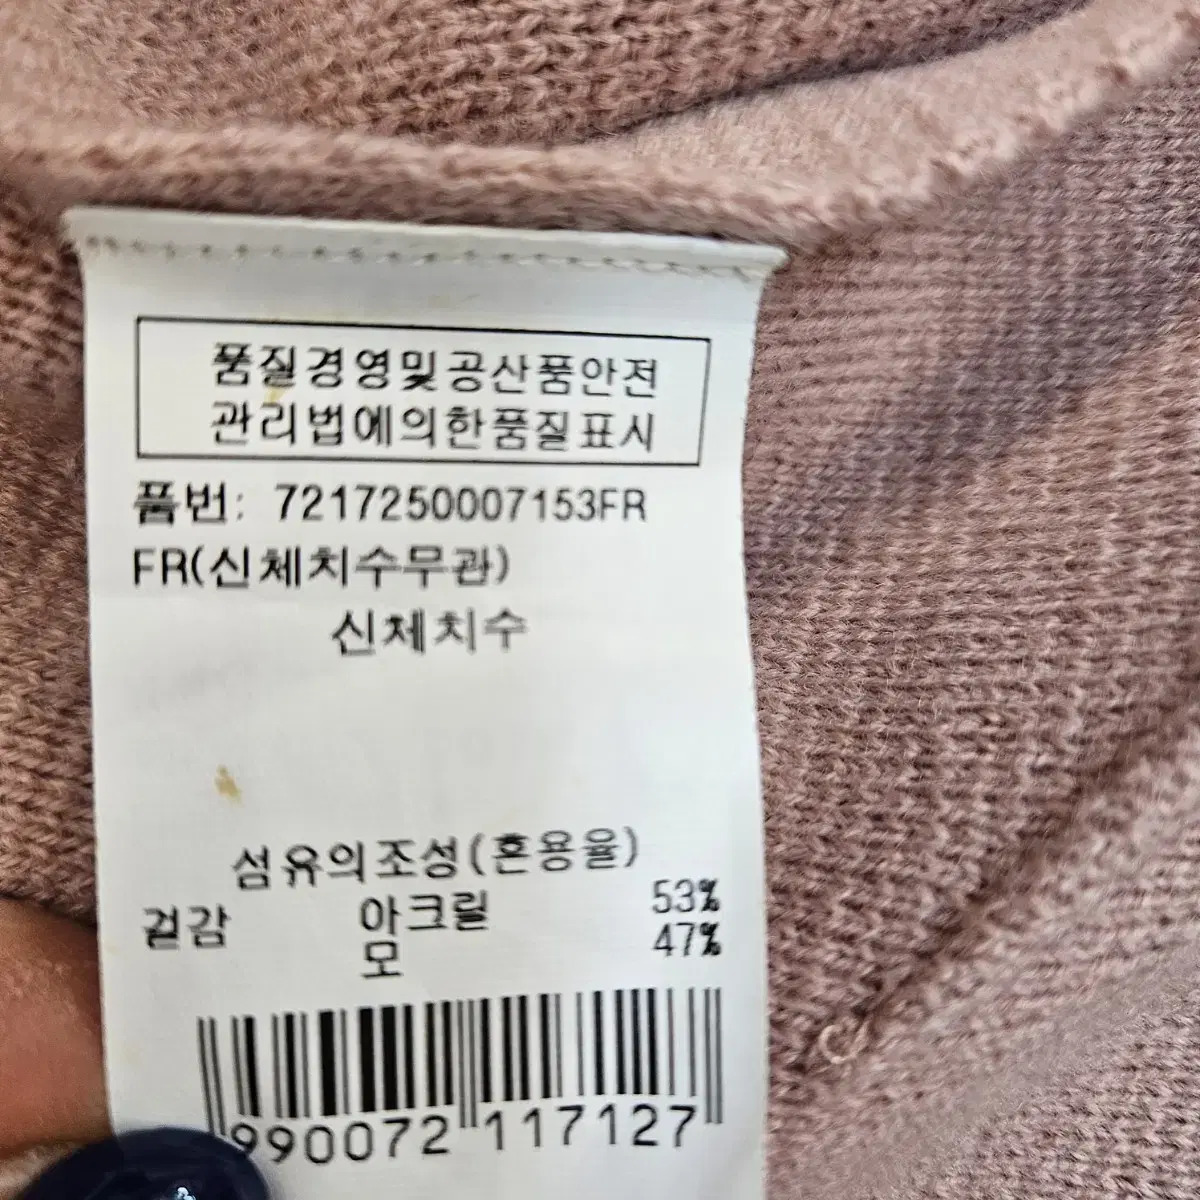 품질경영및공산품안전
관리법에의한품질표시
품번: 7217250007153FR
FR(신체치수무관)
신체치수
섬유의조성(혼용율)
겉감 아크릴 53%
모 47%
990072 117127